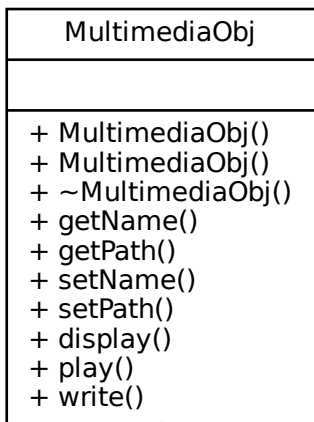 MultimediaObj
+ MultimediaObj()
+ MultimediaObj()
+ ~MultimediaObj()
+ getName()
+ getPath()
+ setName()
+ setPath()
+ display()
+ play()
+ write()